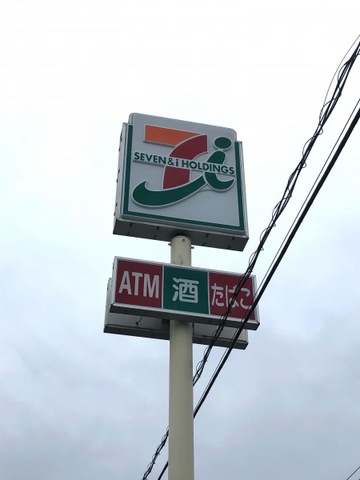 SEVEN & i HOLDINGS
ATM 酒 たばこ